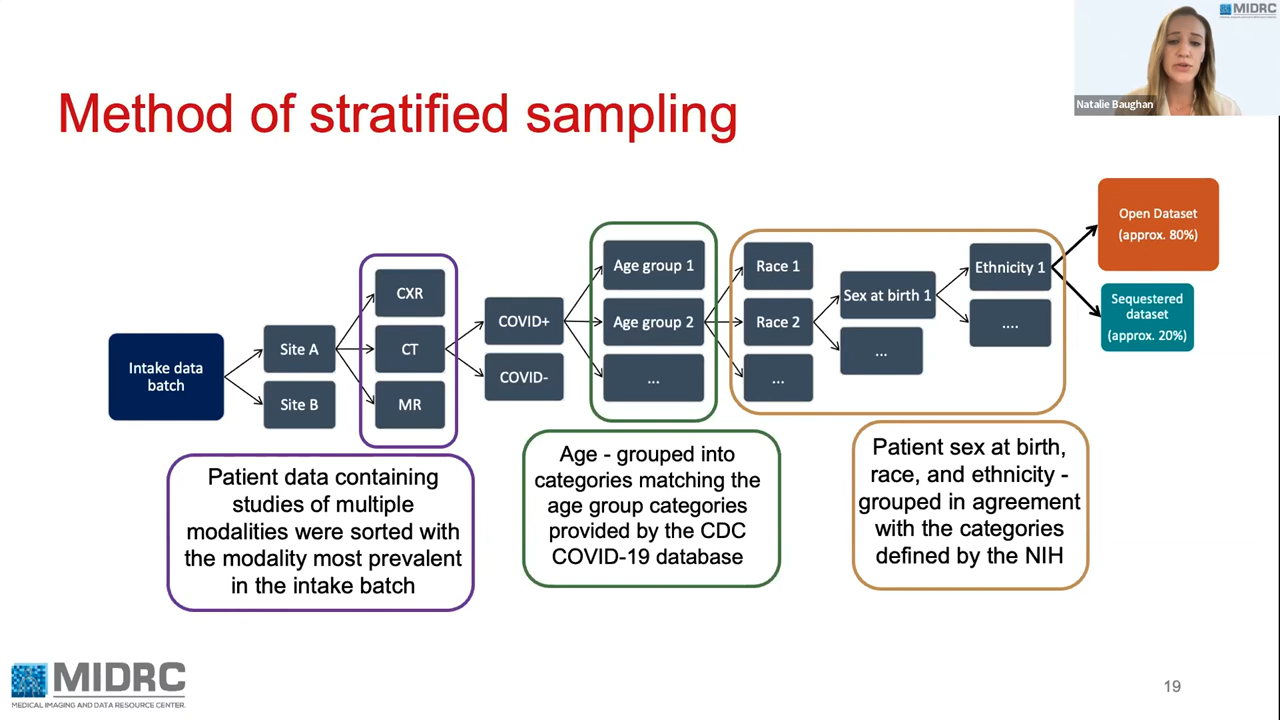 MIDRC
Natalie Baughan
Method of stratified sampling
Intake data
batch
Site A
Site B
CXR
CT
MR
COVID+
COVID-
Age group 1
Age group 2
...
Race 1
Race 2
...
Sex at birth 1
...
Ethnicity 1
....
Open Dataset
(approx. 80%)
Sequestered
dataset
(approx. 20%)
Patient data containing
studies of multiple
modalities were sorted with
the modality most prevalent
in the intake batch
Age - grouped into
categories matching the
age group categories
provided by the CDC
COVID-19 database
Patient sex at birth,
race, and ethnicity -
grouped in agreement
with the categories
defined by the NIH
MIDRC
MEDICAL IMAGING AND DATA RESOURCE CENTER.
19